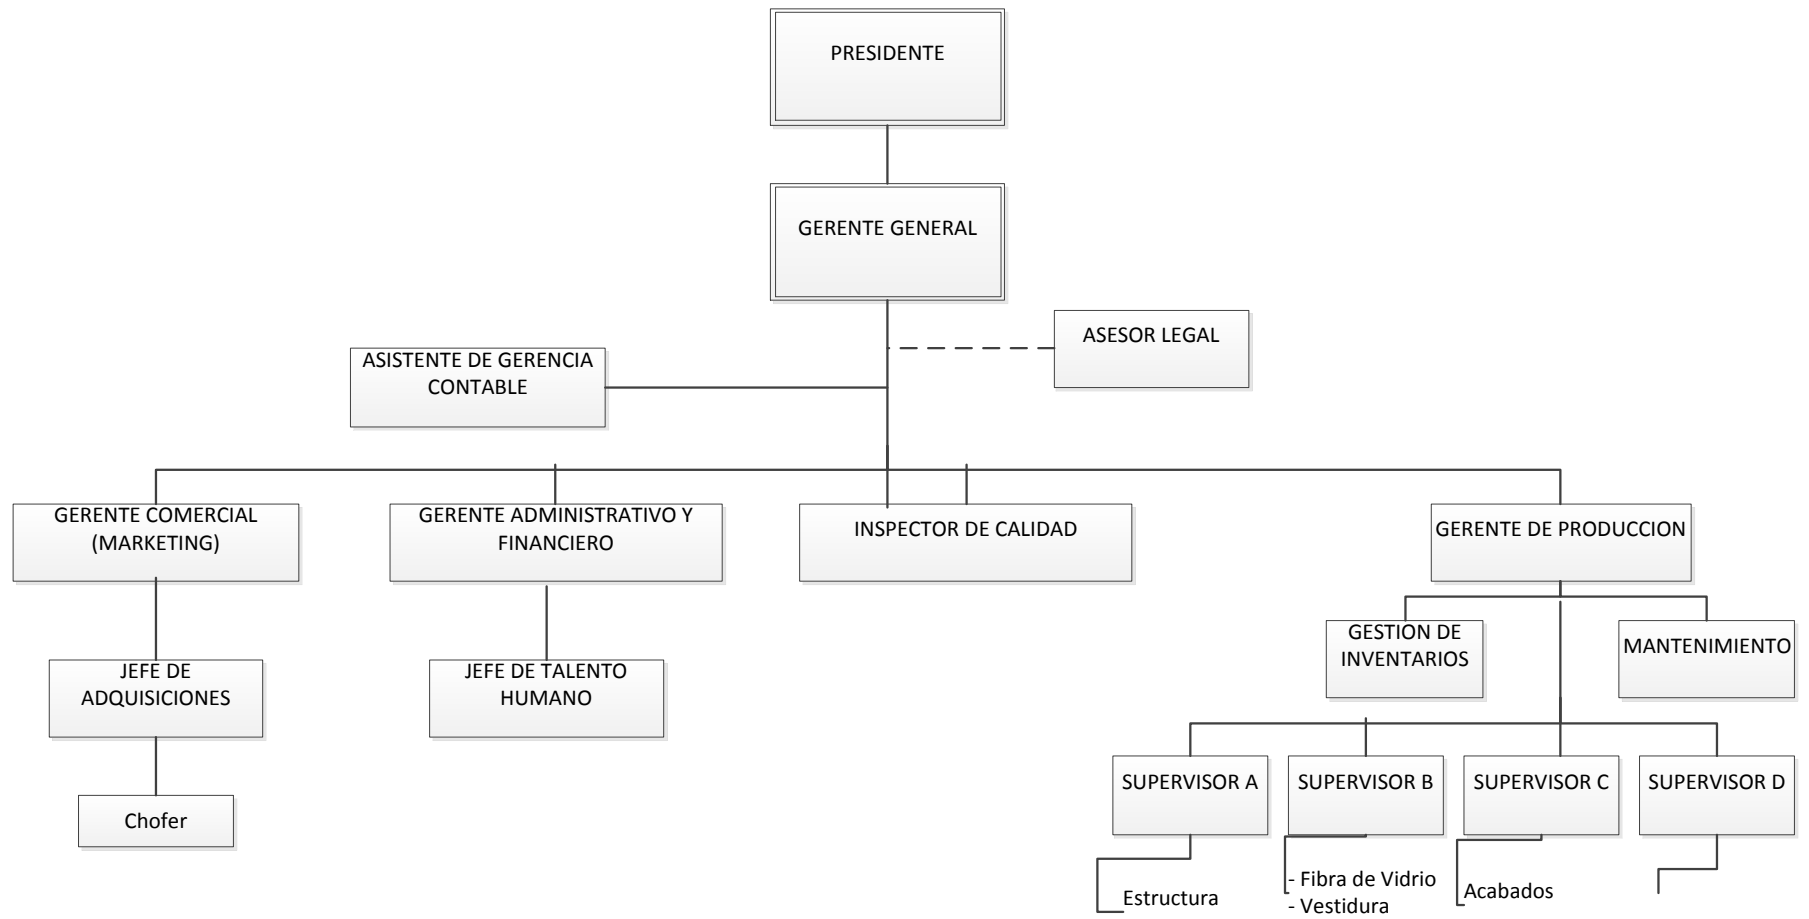 PRESIDENTE
GERENTE GENERAL
ASESOR LEGAL
ASISTENTE DE GERENCIA
CONTABLE
GERENTE COMERCIAL
(MARKETING)
GERENTE ADMINISTRATIVO Y
FINANCIERO
INSPECTOR DE CALIDAD
GERENTE DE PRODUCCION
GESTION DE
INVENTARIOS
MANTENIMIENTO
JEFE DE
ADQUISICIONES
JEFE DE TALENTO
HUMANO
SUPERVISOR A
SUPERVISOR B
SUPERVISOR C
SUPERVISOR D
Chofer
Estructura
- Fibra de Vidrio
- Vestidura
Acabados